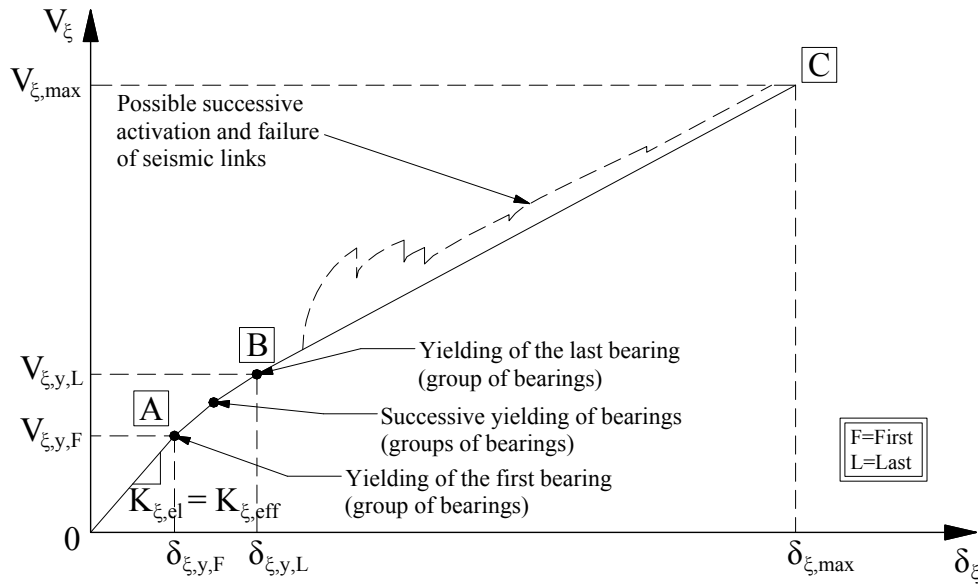 V_ξ
C
V_ξ,max
Possible successive
activation and failure
of seismic links
B
Yielding of the last bearing
(group of bearings)
V_ξ,y,L
A
Successive yielding of bearings
(groups of bearings)
V_ξ,y,F
F=First
L=Last
Yielding of the first bearing
(group of bearings)
K_ξ,el = K_ξ,eff
0
δ_ξ,y,F
δ_ξ,y,L
δ_ξ,max
δ_ξ